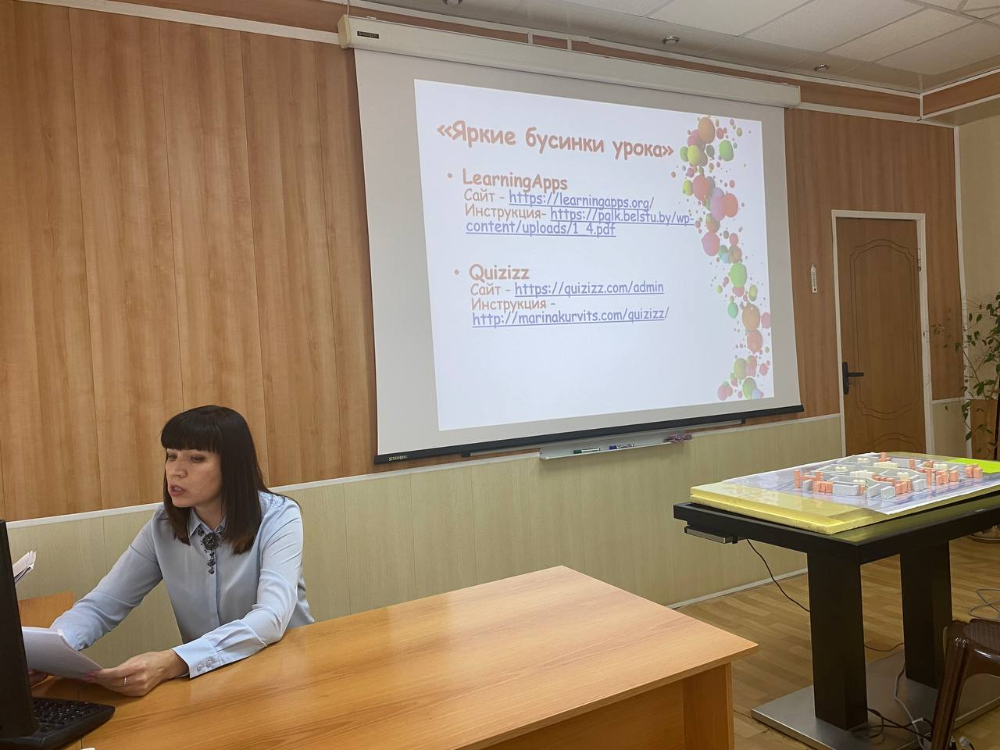 «Яркие бусинки урока»
• LearningApps
Сайт - https://learningapps.org/
Инструкция- https://pglk.belstu.by/wp-
content/uploads/1_4.pdf
• Quizizz
Сайт - https://quizizz.com/admin
Инструкция -
http://marinakurvits.com/quizizz/